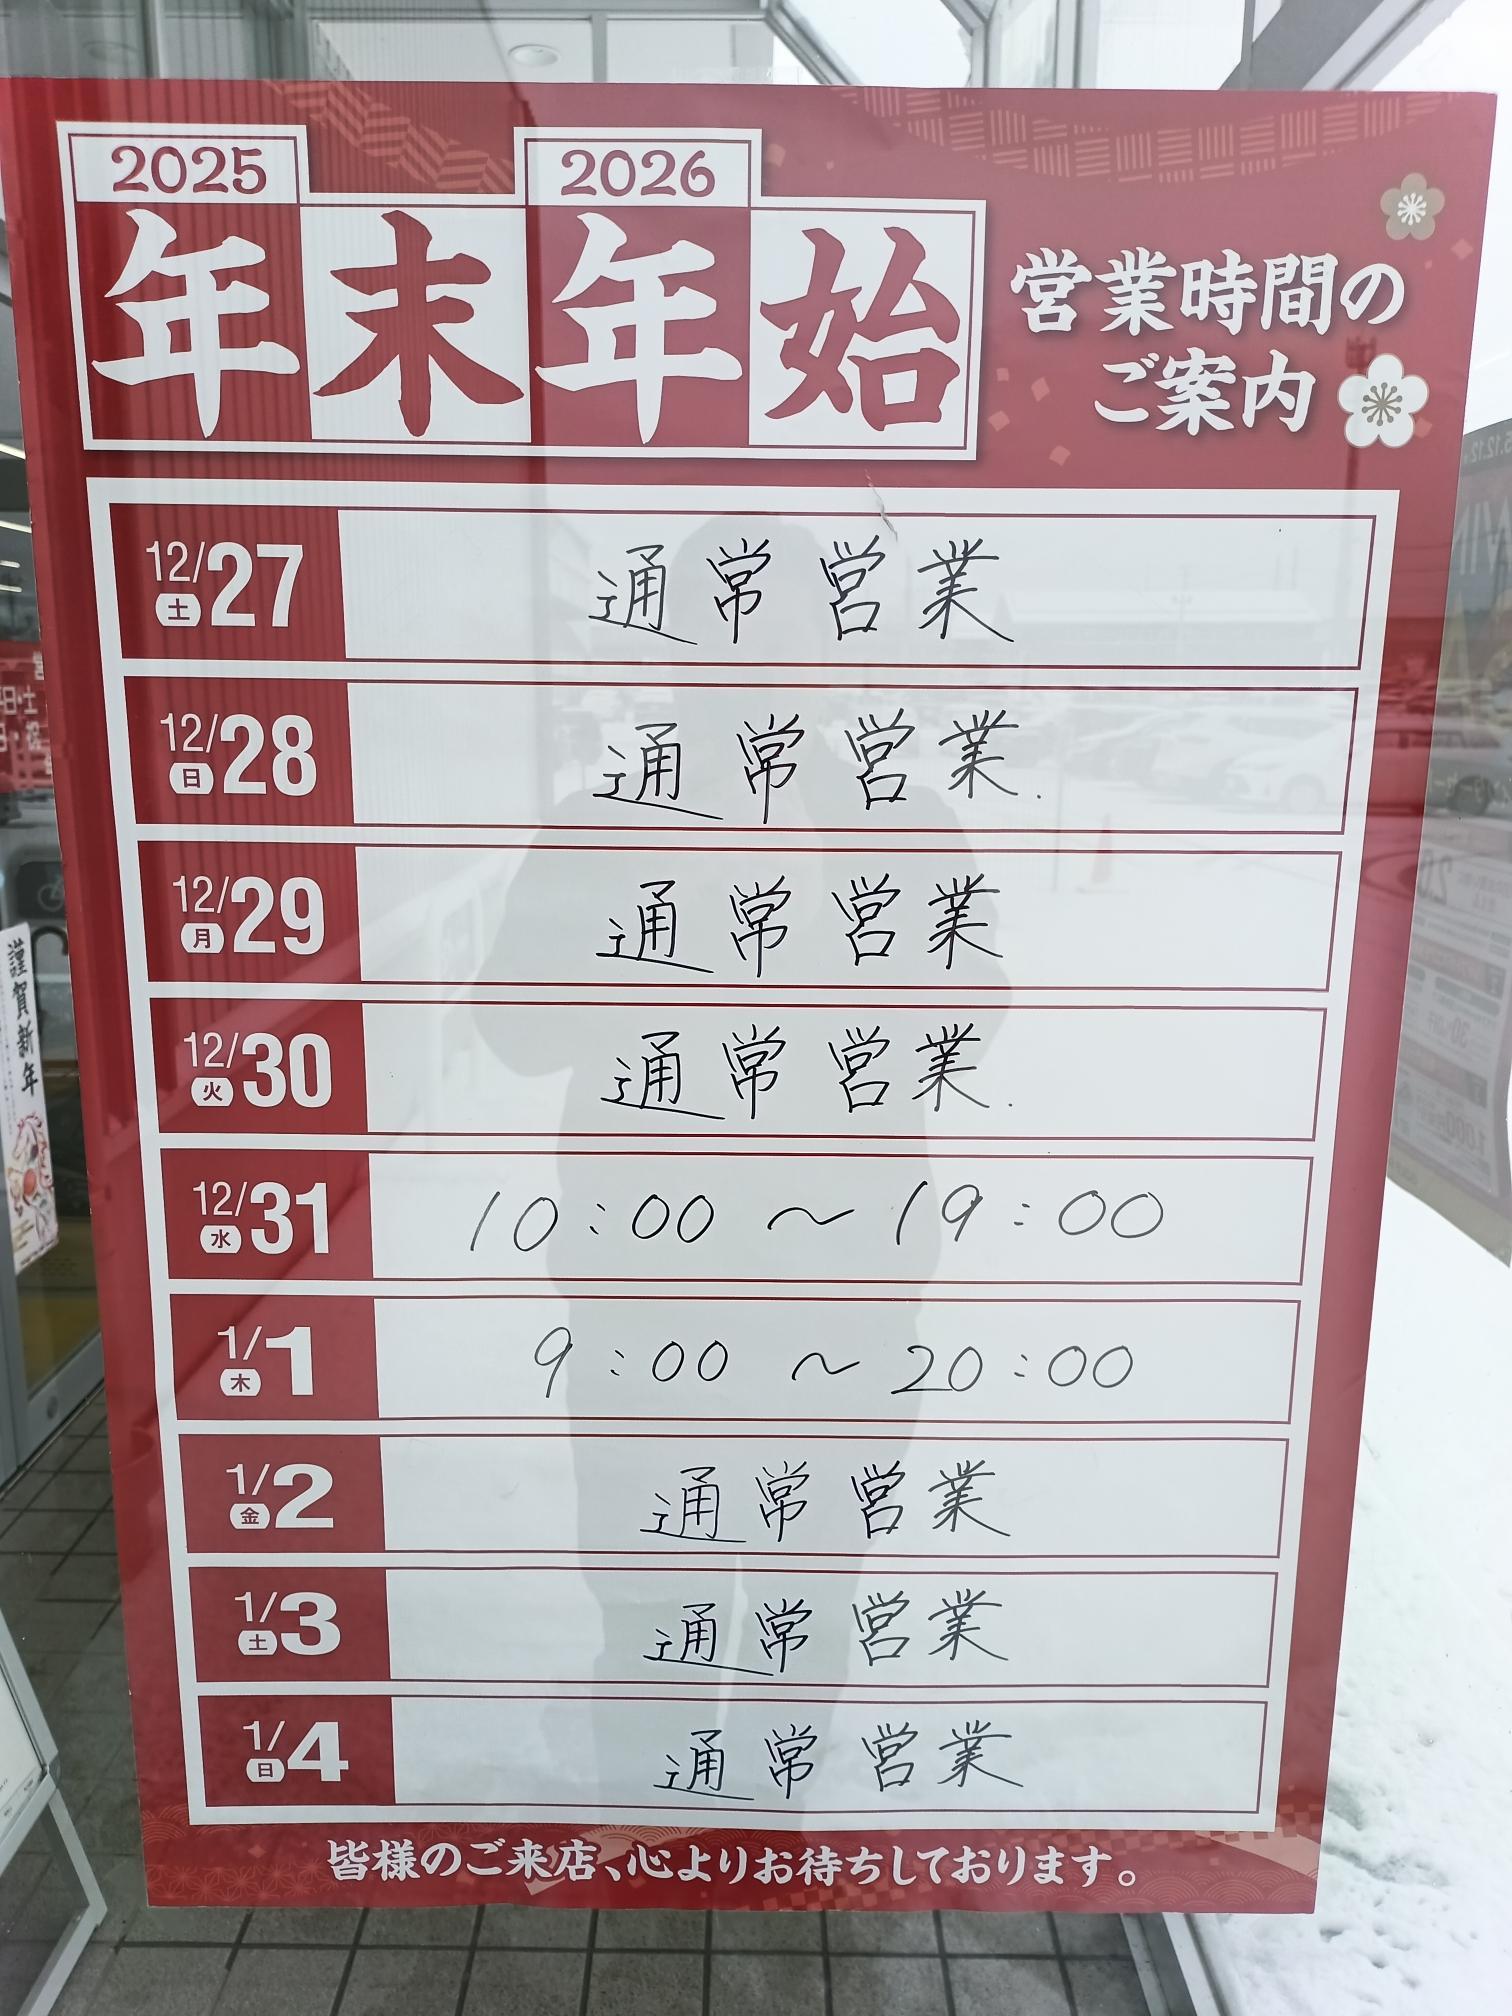 2025 2026
年末年始
営業時間の
ご案内
12/27 土 通常営業
12/28 日 通常営業.
12/29 月 通常営業
12/30 火 通常営業.
12/31 水 10:00 〜 19:00
1/1 木 9:00 〜 20:00
1/2 金 通常営業
1/3 土 通常営業
1/4 日 通常営業
皆様のご来店、心よりお待ちしております。
謹賀新年